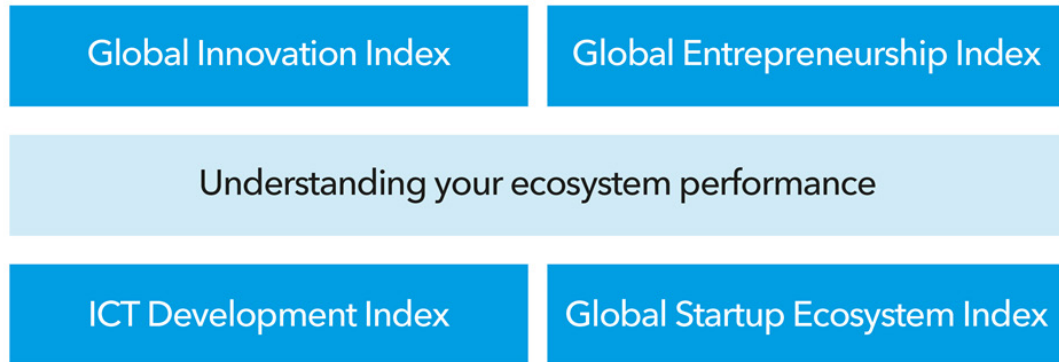 Global Innovation Index
Global Entrepreneurship Index
Understanding your ecosystem performance
ICT Development Index
Global Startup Ecosystem Index